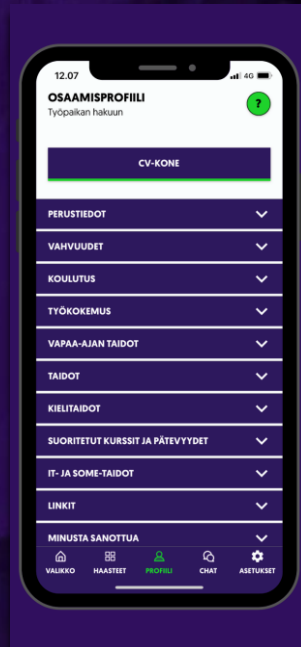 12.07
4G
OSAAMISPROFIILI
Työpaikan hakuun
?
CV-KONE
PERUSTIEDOT
VAHVUUDET
KOULUTUS
TYÖKOKEMUS
VAPAA-AJAN TAIDOT
TAIDOT
KIELITAIDOT
SUORITETUT KURSSIT JA PÄTEVYYDET
IT- JA SOME-TAIDOT
LINKIT
MINUSTA SANOTTUA
VALIKKO HAASTEET PROFIILI CHAT ASETUKSET